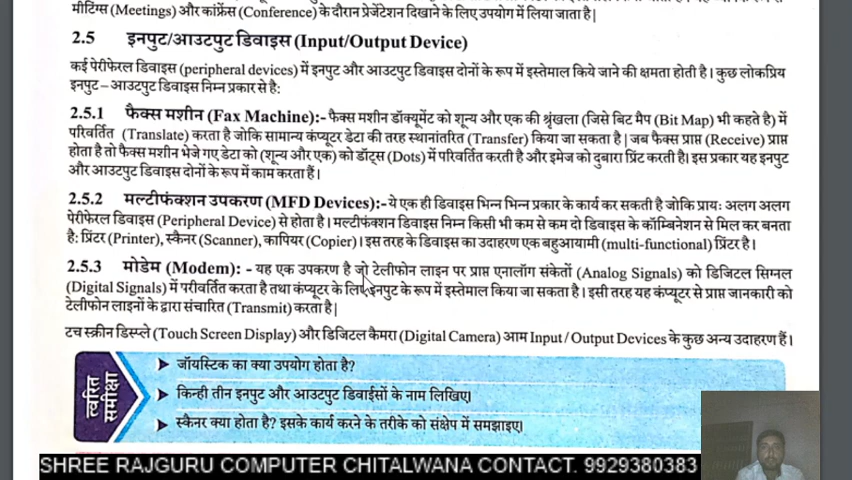 मीटिंग्स (Meetings) और कांफ्रेंस (Conference) के दौरान प्रेजेंटेशन दिखाने के लिए उपयोग में लिया जाता है|
2.5 इनपुट/आउटपुट डिवाइस (Input/Output Device)
कई पेरीफेरल डिवाइस (peripheral devices) में इनपुट और आउटपुट डिवाइस दोनों के रूप में इस्तेमाल किये जाने की क्षमता होती है। कुछ लोकप्रिय
इनपुट – आउटपुट डिवाइस निम्न प्रकार से है:
2.5.1 फैक्स मशीन (Fax Machine):- फैक्स मशीन डॉक्यूमेंट को शून्य और एक की श्रृंखला (जिसे बिट मैप (Bit Map) भी कहते है) में
परिवर्तित (Translate) करता है जोकि सामान्य कंप्यूटर डेटा की तरह स्थानांतरित (Transfer) किया जा सकता है| जब फैक्स प्राप्त (Receive) प्राप्त
होता है तो फैक्स मशीन भेजे गए डेटा को (शून्य और एक) को डॉट्स (Dots) में परिवर्तित करती है और इमेज को दुबारा प्रिंट करती है। इस प्रकार यह इनपुट
और आउटपुट डिवाइस दोनों के रूप में काम करता हैं।
2.5.2 मल्टीफंक्शन उपकरण (MFD Devices):- ये एक ही डिवाइस भिन्न भिन्न प्रकार के कार्य कर सकती है जोकि प्रायः अलग अलग
पेरीफेरल डिवाइस (Peripheral Device) से होता है। मल्टीफंक्शन डिवाइस निम्न किसी भी कम से कम दो डिवाइस के कॉम्बिनेशन से मिल कर बनता
है: प्रिंटर (Printer), स्कैनर (Scanner), कापियर (Copier)। इस तरह के डिवाइस का उदाहरण एक बहुआयामी (multi-functional) प्रिंटर है।
2.5.3 मोडेम (Modem): - यह एक उपकरण है जो टेलीफोन लाइन पर प्राप्त एनालॉग संकेतों (Analog Signals) को डिजिटल सिग्नल
(Digital Signals) में परिवर्तित करता है तथा कंप्यूटर के लिए इनपुट के रूप में इस्तेमाल किया जा सकता है। इसी तरह यह कंप्यूटर से प्राप्त जानकारी को
टेलीफोन लाइनों के द्वारा संचारित (Transmit) करता है|
टच स्क्रीन डिस्प्ले (Touch Screen Display) और डिजिटल कैमरा (Digital Camera) आम Input / Output Devices के कुछ अन्य उदाहरण हैं।
त्वरित समीक्षा
जॉयस्टिक का क्या उपयोग होता है?
किन्ही तीन इनपुट और आउटपुट डिवाईसों के नाम लिखिए|
स्कैनर क्या होता है? इसके कार्य करने के तरीके को संक्षेप में समझाइए|
SHREE RAJGURU COMPUTER CHITALWANA CONTACT. 9929380383